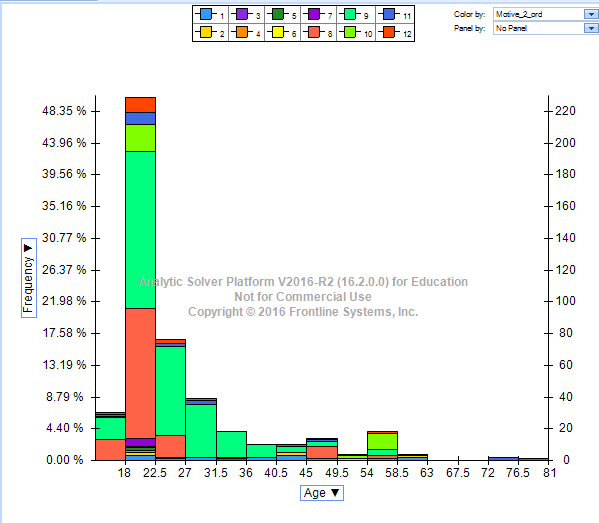 1 3 5 7 9 11
2 4 6 8 10 12
Color by: Motive_2_ord
Panel by: No Panel
48.35 % 220
43.96 % 200
39.56 % 180
35.16 % 160
30.77 % 140
26.37 % 120
21.98 % 100
17.58 % 80
13.19 % 60
8.79 % 40
4.40 % 20
0.00 % 0
Frequency ▼
Analytic Solver Platform V2016-R2 (16.2.0.0) for Education
Not for Commercial Use
Copyright © 2016 Frontline Systems, Inc.
18 22.5 27 31.5 36 40.5 45 49.5 54 58.5 63 67.5 72 76.5 81
Age ▼